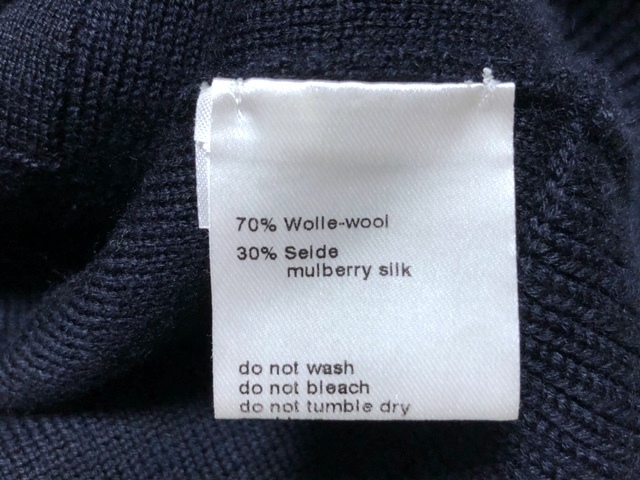 70% Wolle-wool
30% Seide
mulberry silk
do not wash
do not bleach
do not tumble dry